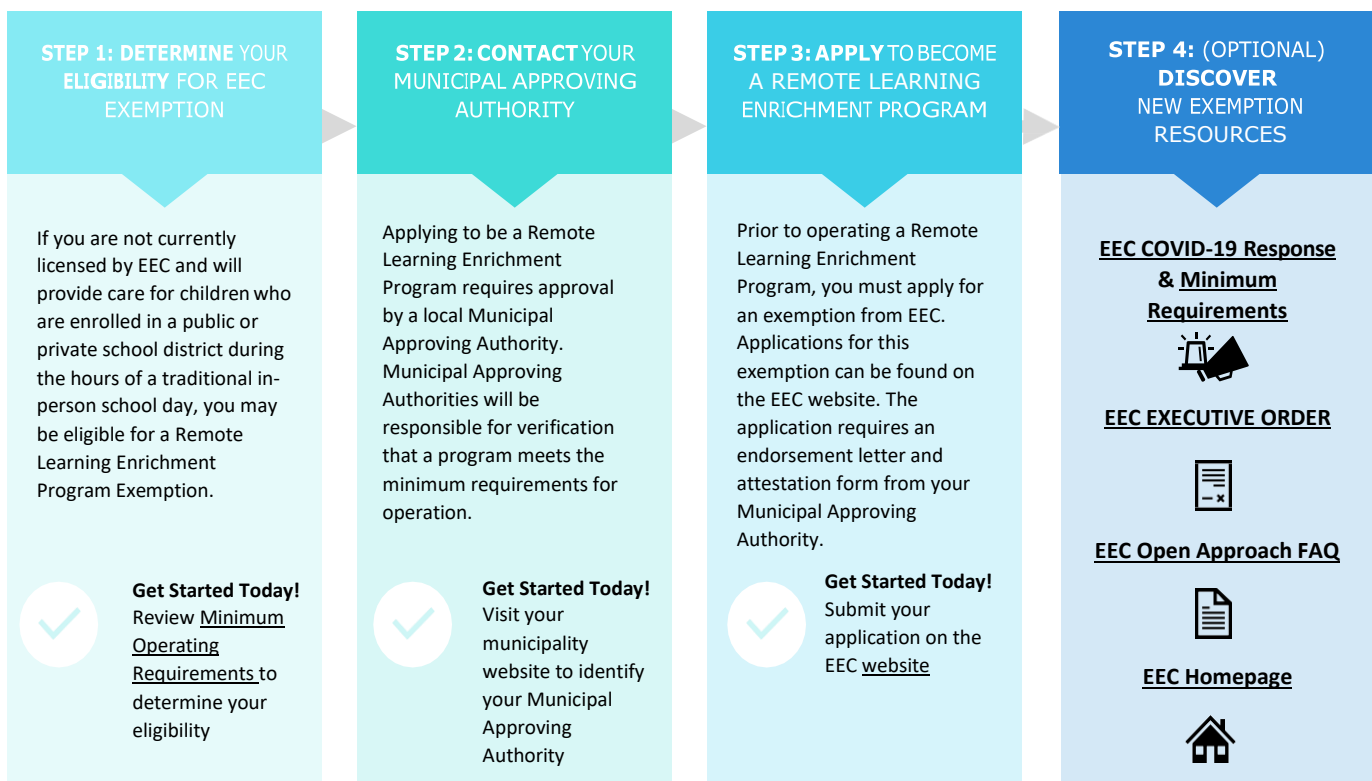 STEP 1: DETERMINE YOUR
ELIGIBILITY FOR EEC
EXEMPTION
If you are not currently
licensed by EEC and will
provide care for children who
are enrolled in a public or
private school district during
the hours of a traditional in-
person school day, you may
be eligible for a Remote
Learning Enrichment
Program Exemption.
Get Started Today!
Review Minimum
Operating
Requirements to
determine your
eligibility
STEP 2: CONTACT YOUR
MUNICIPAL APPROVING
AUTHORITY
Applying to be a Remote
Learning Enrichment
Program requires approval
by a local Municipal
Approving Authority.
Municipal Approving
Authorities will be
responsible for verification
that a program meets the
minimum requirements for
operation.
Get Started Today!
Visit your
municipality
website to identify
your Municipal
Approving
Authority
STEP 3: APPLY TO BECOME
A REMOTE LEARNING
ENRICHMENT PROGRAM
Prior to operating a Remote
Learning Enrichment
Program, you must apply for
an exemption from EEC.
Applications for this
exemption can be found on
the EEC website. The
application requires an
endorsement letter and
attestation form from your
Municipal Approving
Authority.
Get Started Today!
Submit your
application on the
EEC website
STEP 4: (OPTIONAL)
DISCOVER
NEW EXEMPTION
RESOURCES
EEC COVID-19 Response
& Minimum
Requirements
EEC EXECUTIVE ORDER
EEC Open Approach FAQ
EEC Homepage